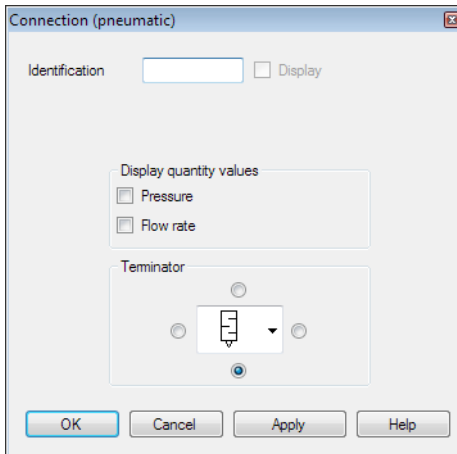 Connection (pneumatic)
Identification
Display
Display quantity values
Pressure
Flow rate
Terminator
OK Cancel Apply Help